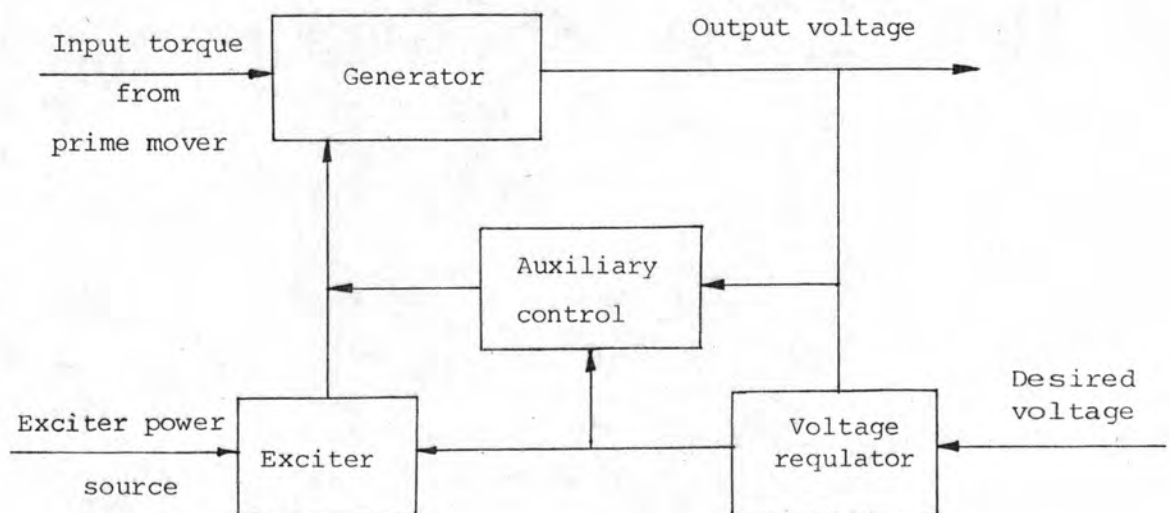 Input torque
from
prime mover
Generator
Output voltage
Auxiliary
control
Exciter power
source
Exciter
Voltage
requlator
Desired
voltage